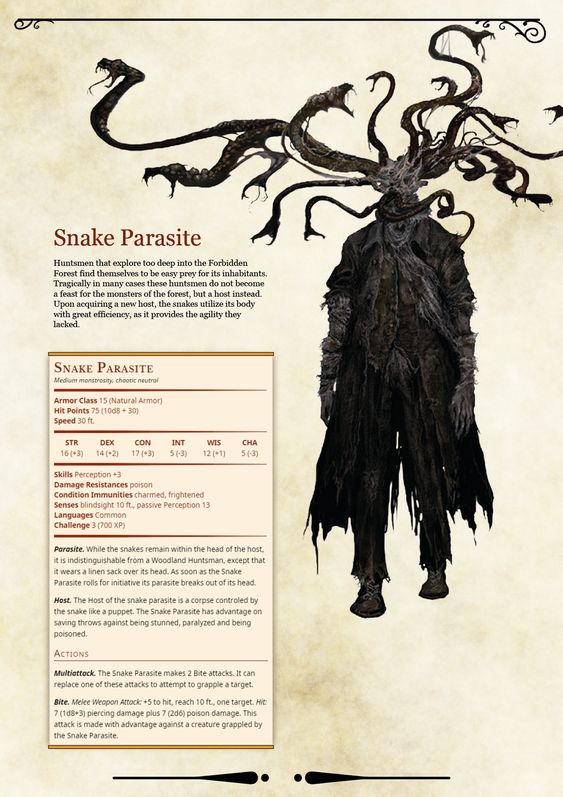 Snake Parasite
Huntsmen that explore too deep into the Forbidden
Forest find themselves to be easy prey for its inhabitants.
Tragically in many cases these huntsmen do not become
a feast for the monsters of the forest, but a host instead.
Upon acquiring a new host, the snakes utilize its body
with great efficiency, as it provides the agility they
lacked.
Snake Parasite
Medium monstrosity, chaotic neutral
Armor Class 15 (Natural Armor)
Hit Points 75 (10d8 + 30)
Speed 30 ft.
STR DEX CON INT WIS CHA
16 (+3) 14 (+2) 17 (+3) 5 (-3) 12 (+1) 5 (-3)
Skills Perception +3
Damage Resistances poison
Condition Immunities charmed, frightened
Senses blindsight 10 ft., passive Perception 13
Languages Common
Challenge 3 (700 XP)
Parasite. While the snakes remain within the head of the host,
it is indistinguishable from a Woodland Huntsman, except that
it wears a linen sack over its head. As soon as the Snake
Parasite rolls for initiative its parasite breaks out of its head.
Host. The Host of the snake parasite is a corpse controled by
the snake like a puppet. The Snake Parasite has advantage on
saving throws against being stunned, paralyzed and being
poisoned.
Actions
Multiattack. The Snake Parasite makes 2 Bite attacks. It can
replace one of these attacks to attempt to grapple a target.
Bite. Melee Weapon Attack: +5 to hit, reach 10 ft., one target. Hit:
7 (1d8+3) piercing damage plus 7 (2d6) poison damage. This
attack is made with advantage against a creature grappled by
the Snake Parasite.